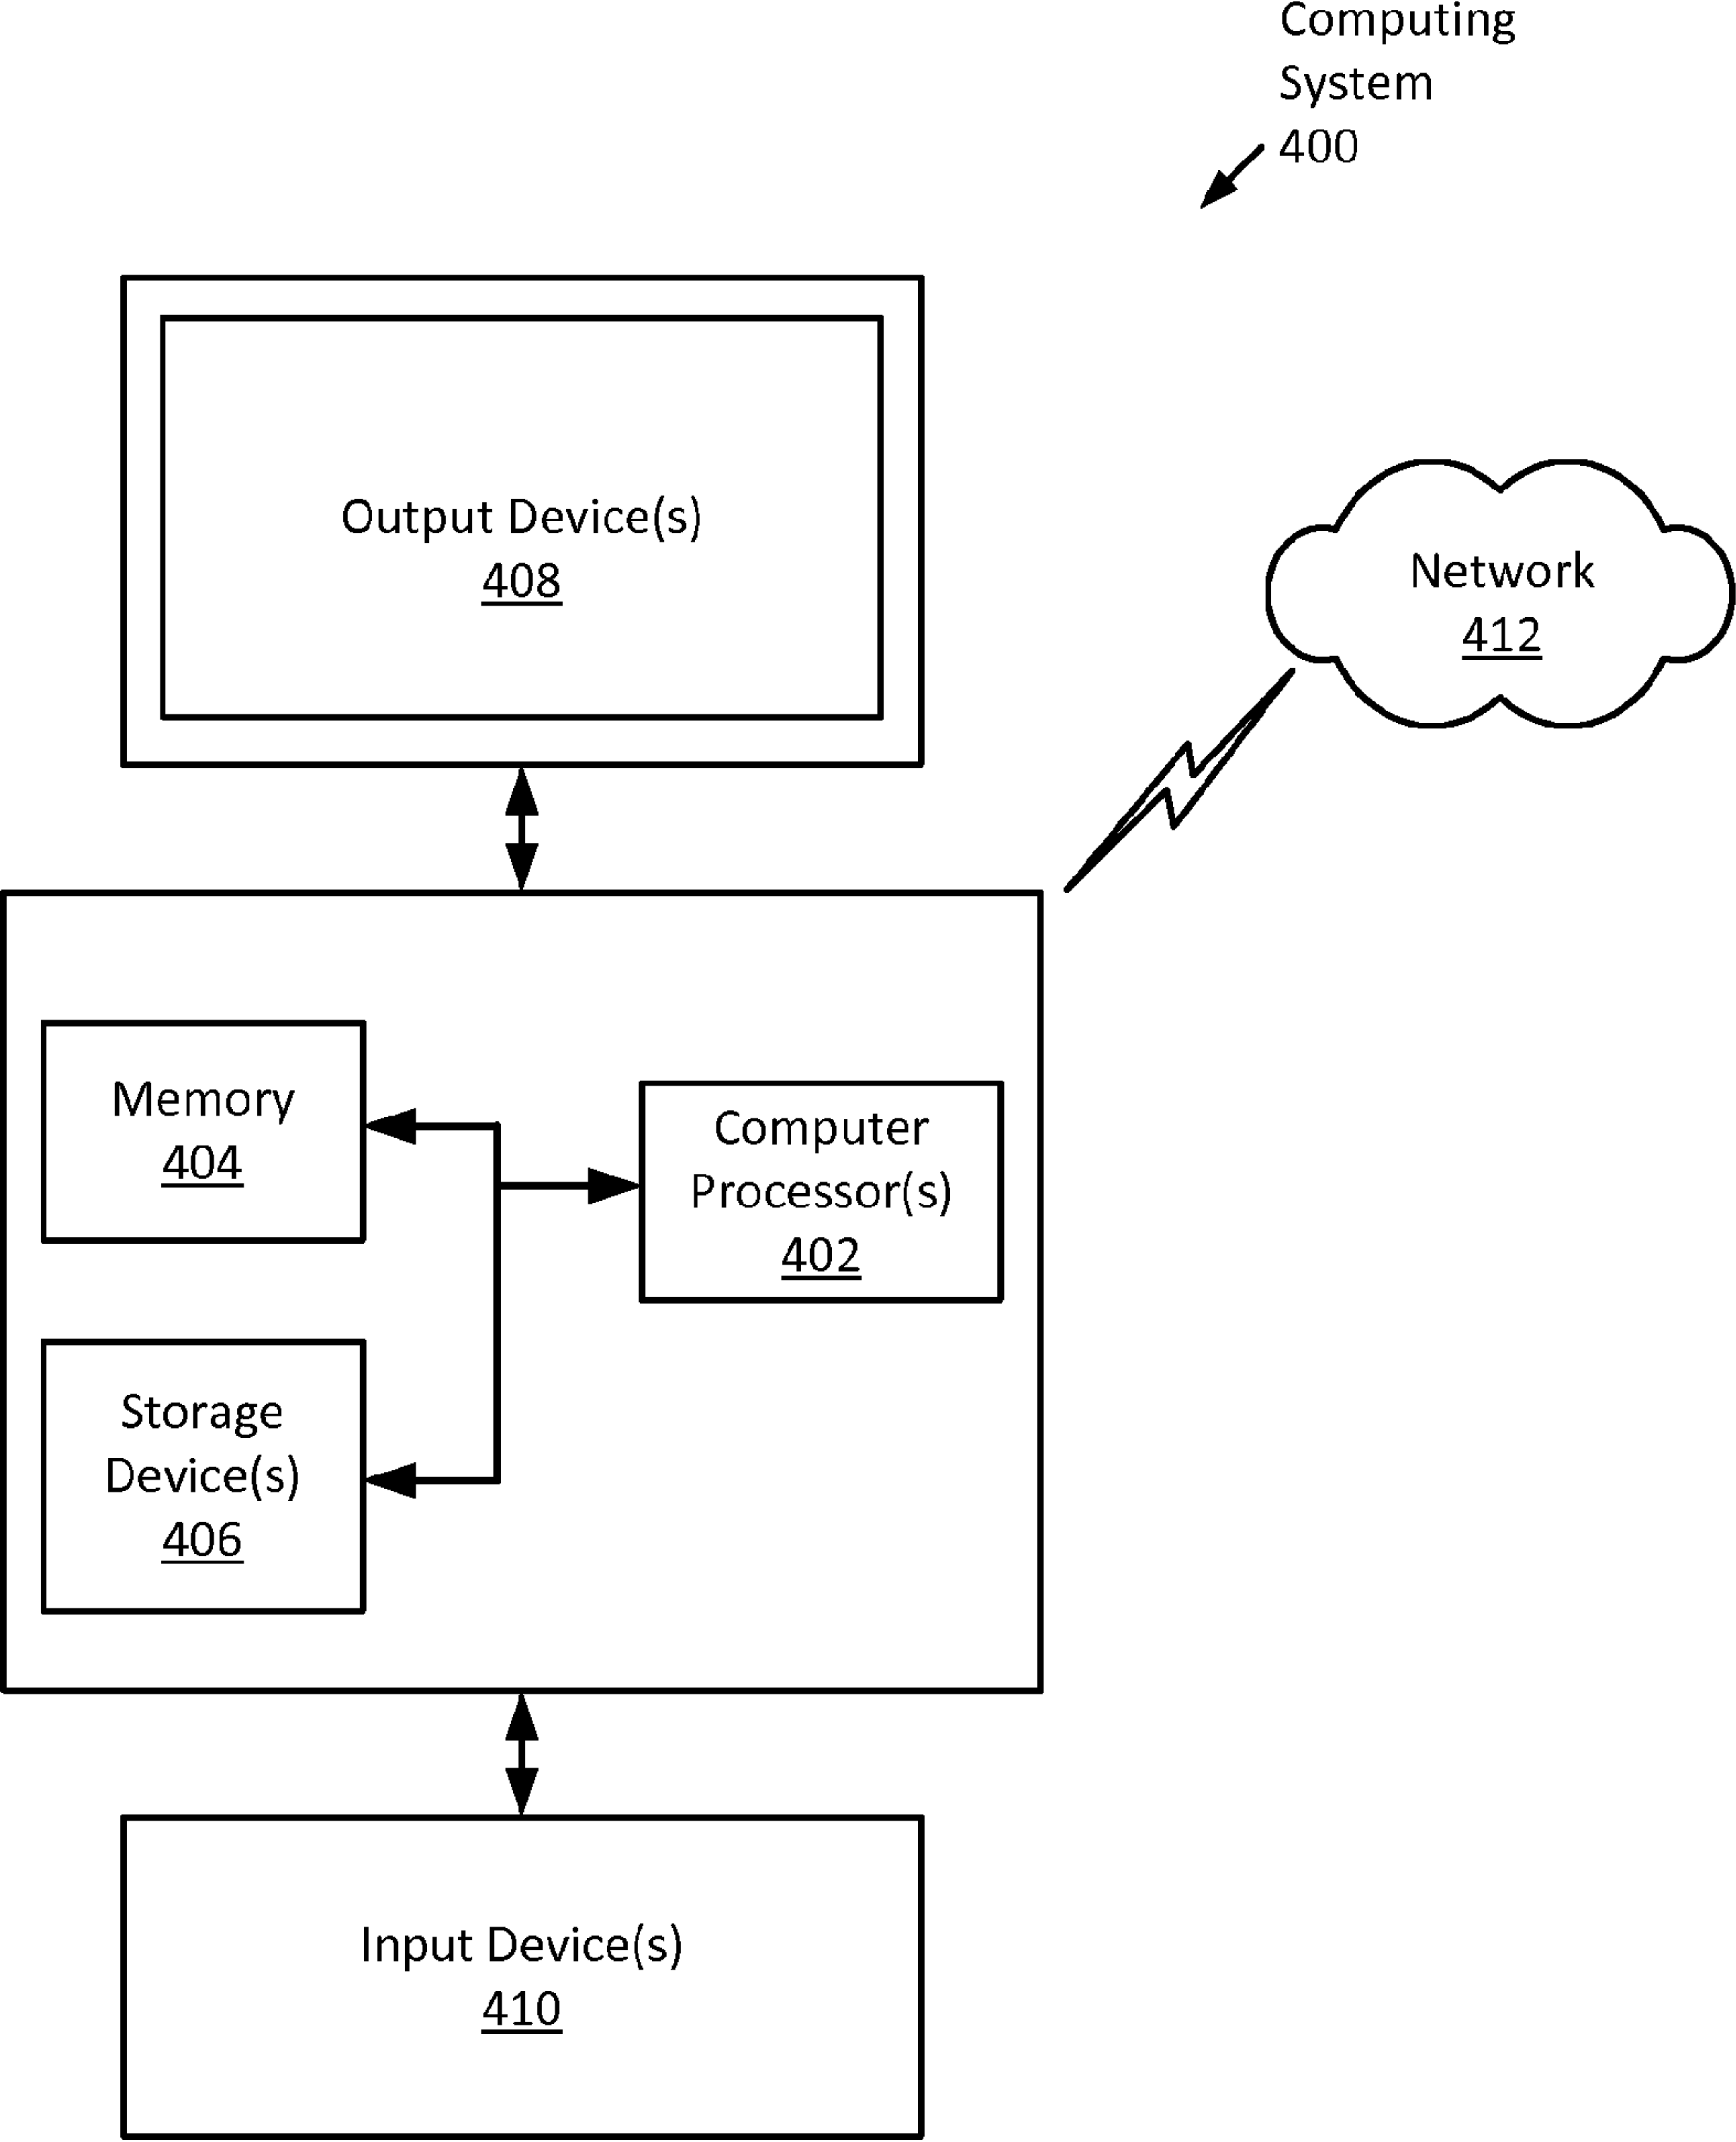 Computing
System
400
Output Device(s)
408
Network
412
Memory
404
Computer
Processor(s)
402
Storage
Device(s)
406
Input Device(s)
410